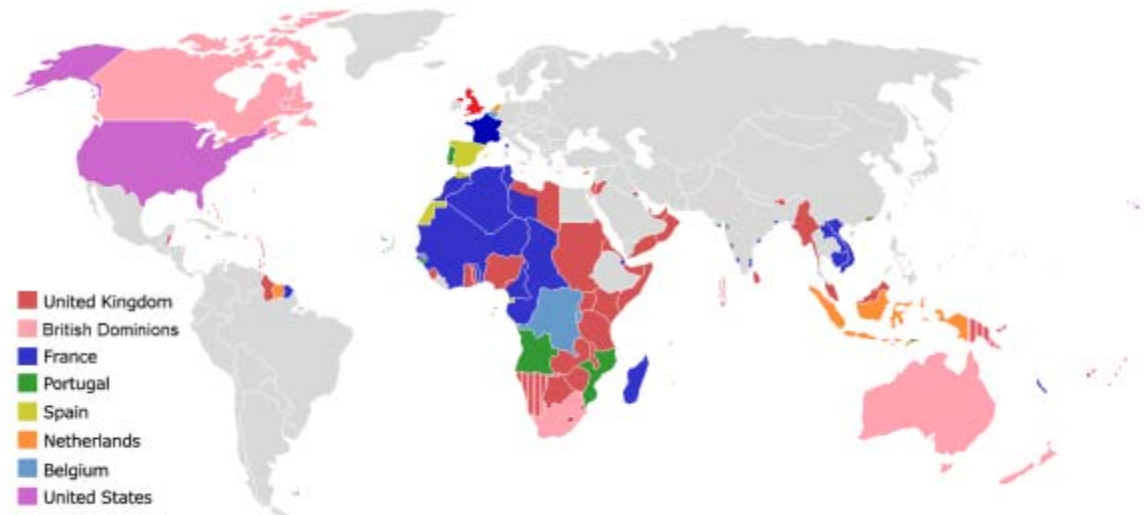 United Kingdom
British Dominions
France
Portugal
Spain
Netherlands
Belgium
United States